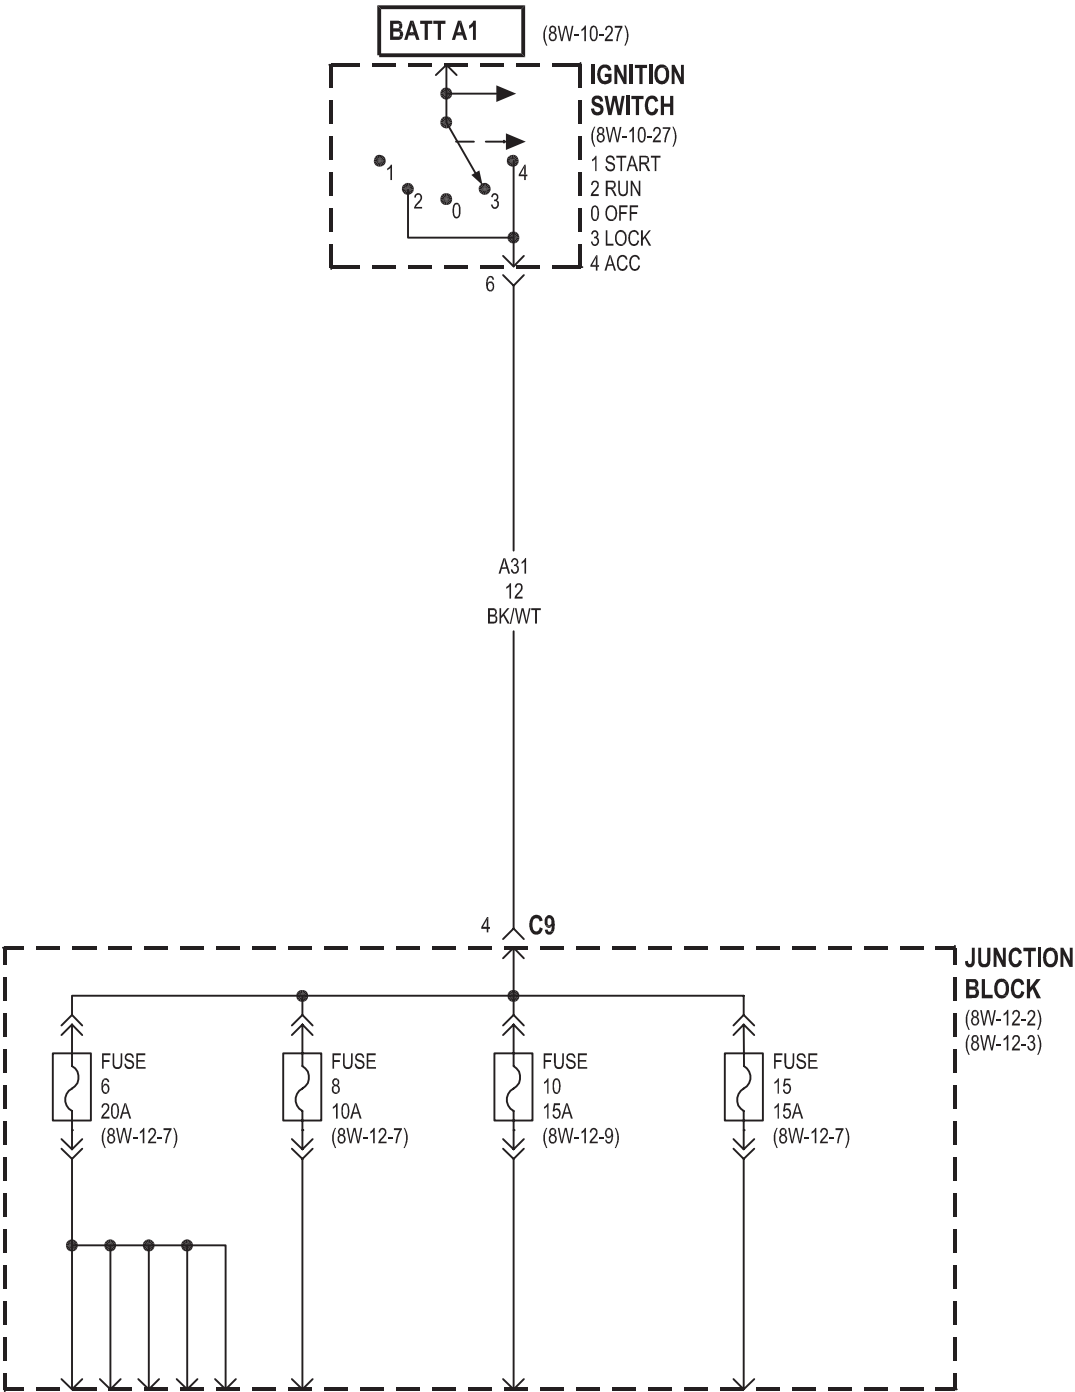 BATT A1
(8W-10-27)
IGNITION
SWITCH
(8W-10-27)
1 START
2 RUN
0 OFF
3 LOCK
4 ACC
1
2
0
3
4
6
A31
12
BK/WT
4
C9
JUNCTION
BLOCK
(8W-12-2)
(8W-12-3)
FUSE
6
20A
(8W-12-7)
FUSE
8
10A
(8W-12-7)
FUSE
10
15A
(8W-12-9)
FUSE
15
15A
(8W-12-7)